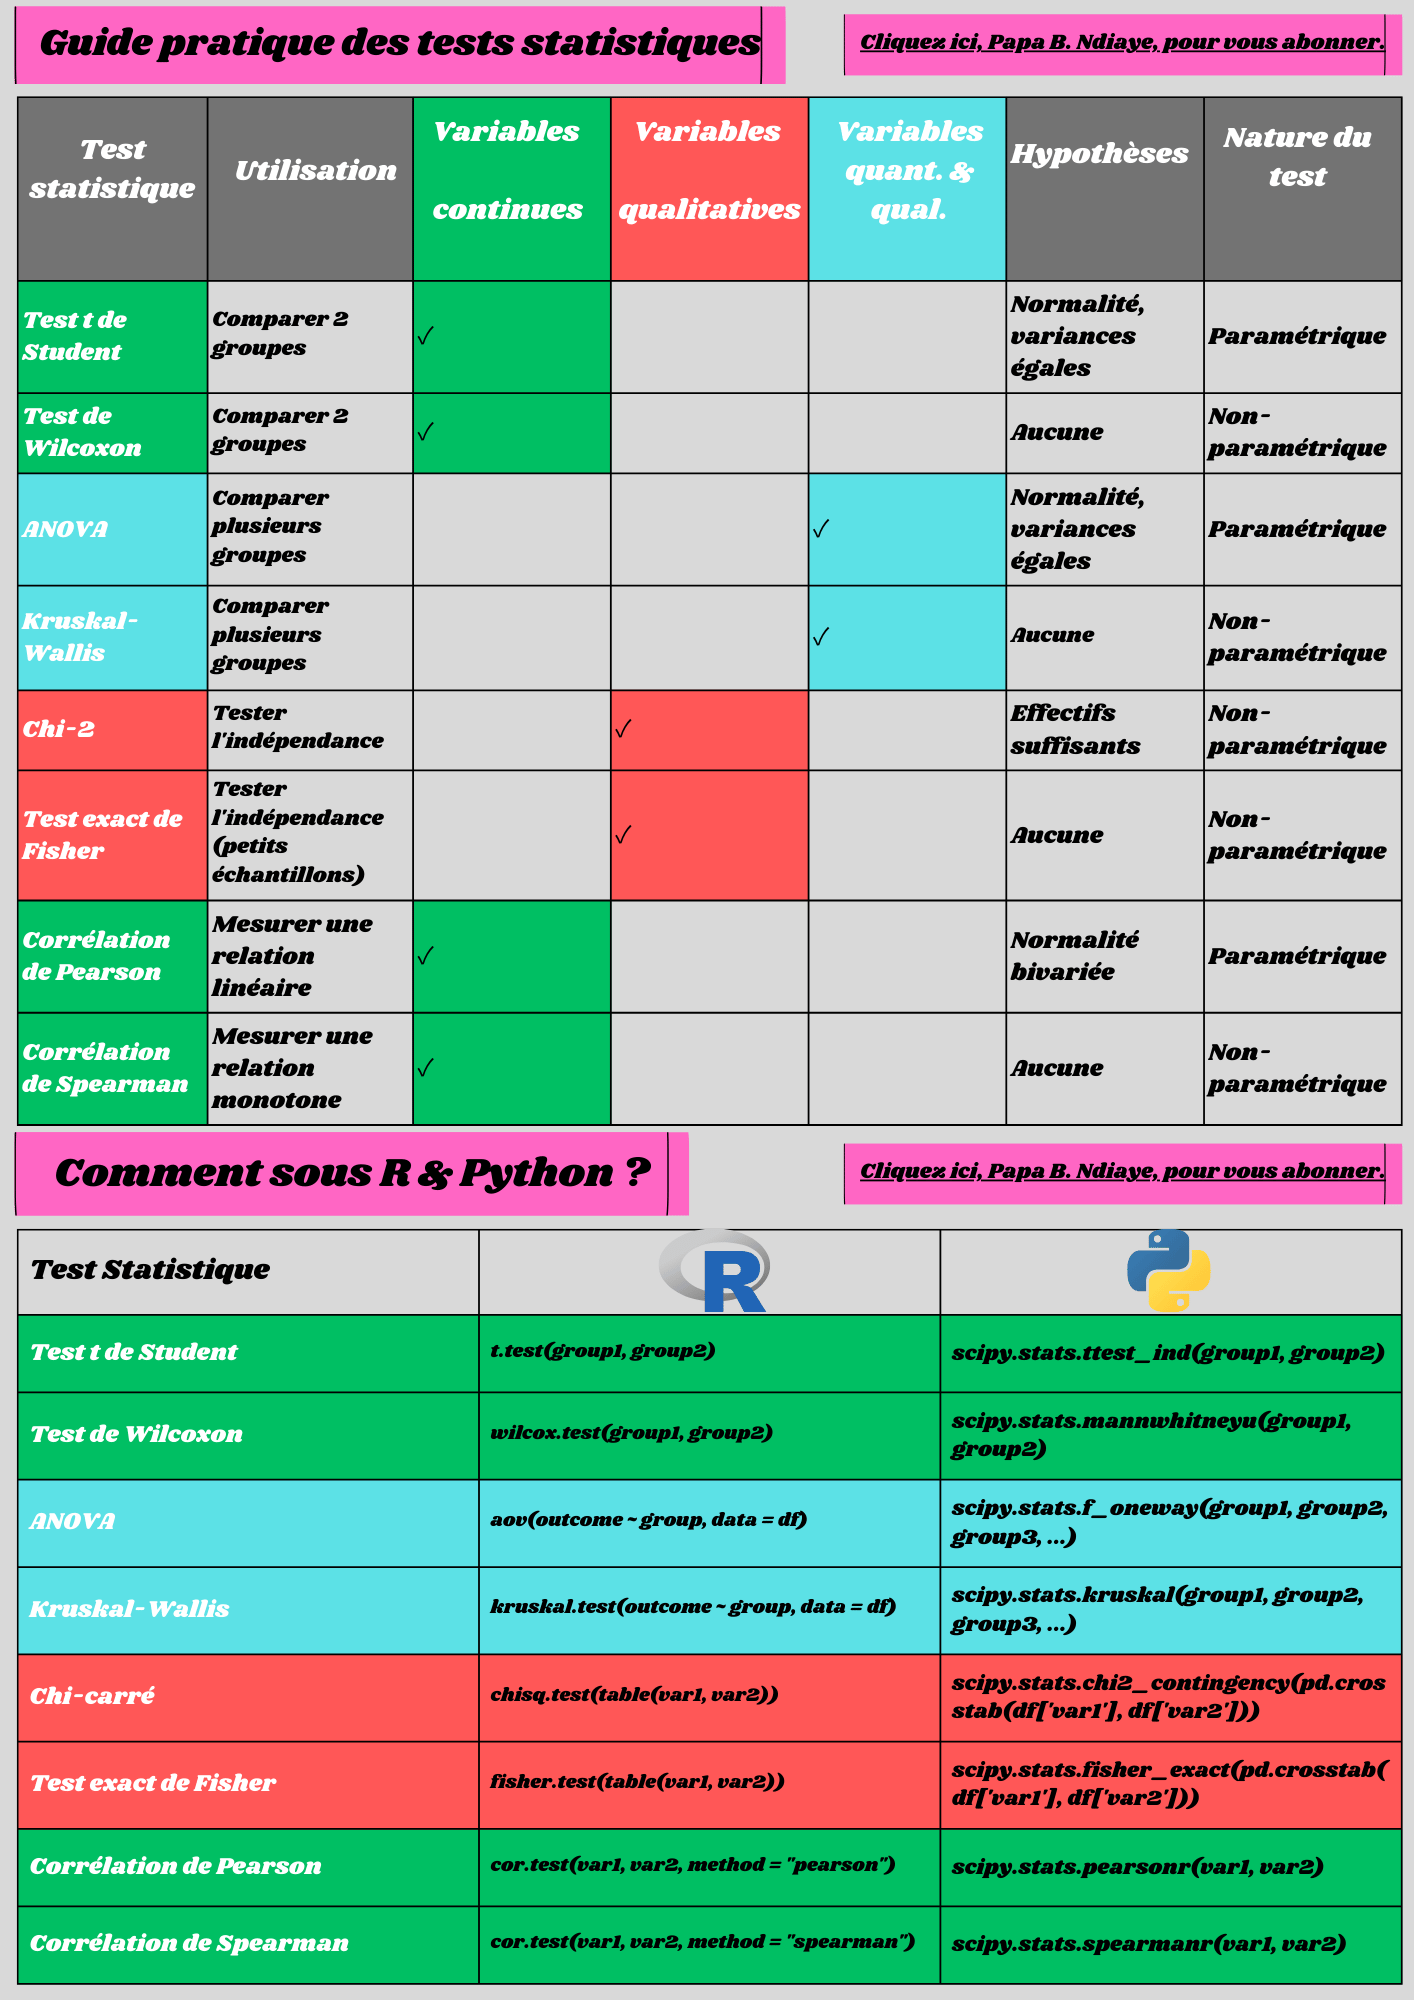 Guide pratique des tests statistiques
Cliquez ici, Papa B. Ndiaye, pour vous abonner.
Test
statistique
Utilisation
Variables
continues
Variables
qualitatives
Variables
quant. &
qual.
Hypothèses
Nature du
test
Test t de
Student
Comparer 2
groupes
✓
Normalité,
variances
égales
Paramétrique
Test de
Wilcoxon
Comparer 2
groupes
✓
Aucune
Non-
paramétrique
ANOVA
Comparer
plusieurs
groupes
✓
Normalité,
variances
égales
Paramétrique
Kruskal-
Wallis
Comparer
plusieurs
groupes
✓
Aucune
Non-
paramétrique
Chi-2
Tester
l'indépendance
✓
Effectifs
suffisants
Non-
paramétrique
Test exact de
Fisher
Tester
l'indépendance
(petits
échantillons)
✓
Aucune
Non-
paramétrique
Corrélation
de Pearson
Mesurer une
relation
linéaire
✓
Normalité
bivariée
Paramétrique
Corrélation
de Spearman
Mesurer une
relation
monotone
✓
Aucune
Non-
paramétrique
Comment sous R & Python ?
Cliquez ici, Papa B. Ndiaye, pour vous abonner.
Test Statistique
R
Test t de Student
t.test(group1, group2)
scipy.stats.ttest_ind(group1, group2)
Test de Wilcoxon
wilcox.test(group1, group2)
scipy.stats.mannwhitneyu(group1,
group2)
ANOVA
aov(outcome ~ group, data = df)
scipy.stats.f_oneway(group1, group2,
group3, ...)
Kruskal-Wallis
kruskal.test(outcome ~ group, data = df)
scipy.stats.kruskal(group1, group2,
group3, ...)
Chi-carré
chisq.test(table(var1, var2))
scipy.stats.chi2_contingency(pd.cros
stab(df['var1'], df['var2']))
Test exact de Fisher
fisher.test(table(var1, var2))
scipy.stats.fisher_exact(pd.crosstab(
df['var1'], df['var2']))
Corrélation de Pearson
cor.test(var1, var2, method = "pearson")
scipy.stats.pearsonr(var1, var2)
Corrélation de Spearman
cor.test(var1, var2, method = "spearman")
scipy.stats.spearmanr(var1, var2)